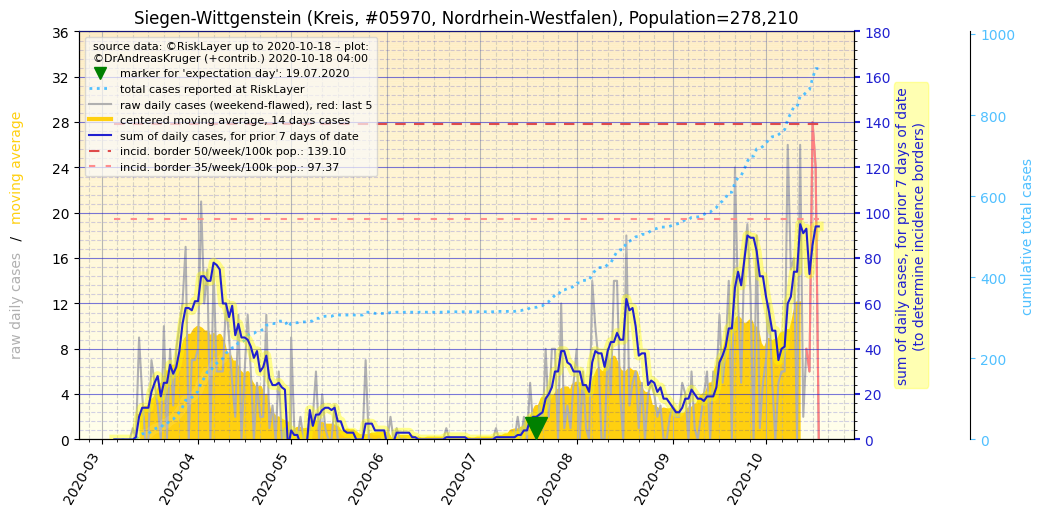 Siegen-Wittgenstein (Kreis, #05970, Nordrhein-Westfalen), Population=278,210
source data: ©RiskLayer up to 2020-10-18 – plot:
©DrAndreasKruger (+contrib.) 2020-10-18 04:00
marker for 'expectation day': 19.07.2020
total cases reported at RiskLayer
raw daily cases (weekend-flawed), red: last 5
centered moving average, 14 days cases
sum of daily cases, for prior 7 days of date
incid. border 50/week/100k pop.: 139.10
incid. border 35/week/100k pop.: 97.37
raw daily cases / moving average
36
32
28
24
20
16
12
8
4
0
2020-03
2020-04
2020-05
2020-06
2020-07
2020-08
2020-09
2020-10
180
160
140
120
100
80
60
40
20
0
sum of daily cases, for prior 7 days of date
(to determine incidence borders)
1000
800
600
400
200
0
cumulative total cases